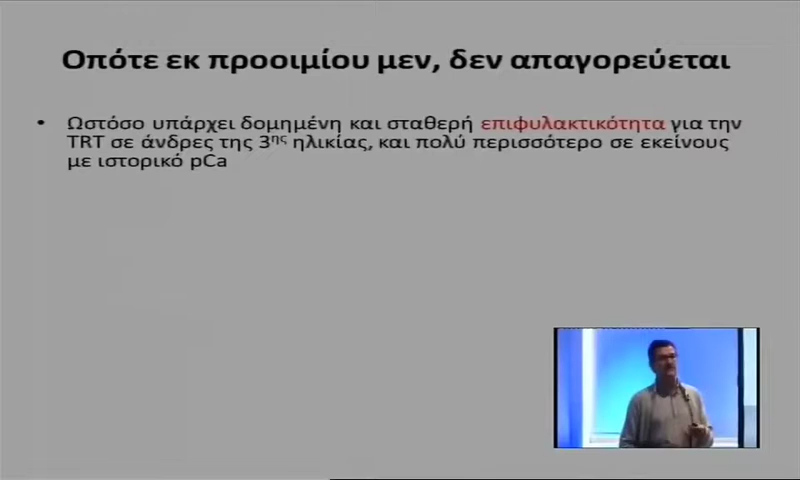 Οπότε εκ προοιμίου μεν, δεν απαγορεύεται
• Ωστόσο υπάρχει δομημένη και σταθερή επιφυλακτικότητα για την
TRT σε άνδρες της 3ης ηλικίας, και πολύ περισσότερο σε εκείνους
με ιστορικό pCa